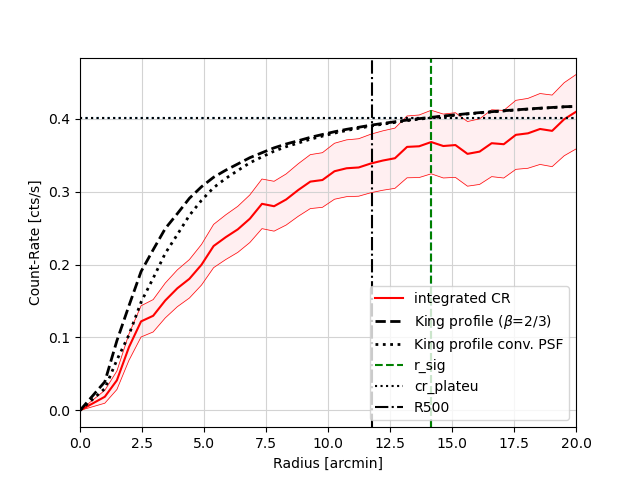 0.4
0.3
0.2
0.1
0.0
Count-Rate [cts/s]
integrated CR
King profile (β=2/3)
King profile conv. PSF
r_sig
cr_plateu
R500
0.0 2.5 5.0 7.5 10.0 12.5 15.0 17.5 20.0
Radius [arcmin]